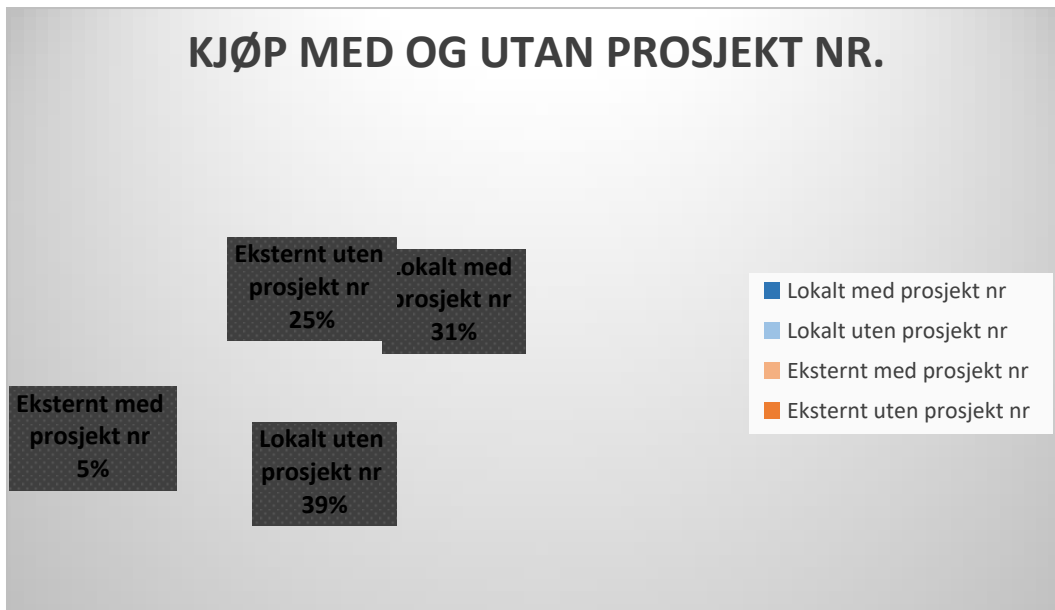 KJØP MED OG UTAN PROSJEKT NR.
Eksternt uten
prosjekt nr
25%
Lokalt med
prosjekt nr
31%
Eksternt med
prosjekt nr
5%
Lokalt uten
prosjekt nr
39%
Lokalt med prosjekt nr
Lokalt uten prosjekt nr
Eksternt med prosjekt nr
Eksternt uten prosjekt nr